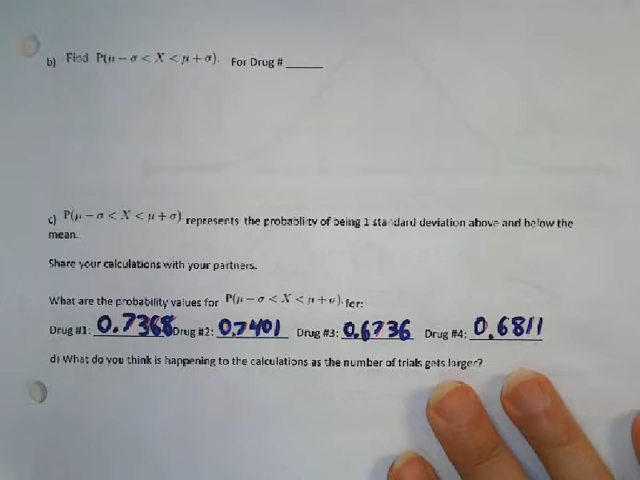 b) Find P(μ − σ < X < μ + σ). For Drug # ______
c) P(μ − σ < X < μ + σ) represents the probability of being 1 standard deviation above and below the
mean.
Share your calculations with your partners.
What are the probability values for P(μ − σ < X < μ + σ). for:
Drug #1: 0.7368 Drug #2: 0.7401 Drug #3: 0.6736 Drug #4: 0.6811
d) What do you think is happening to the calculations as the number of trials gets larger?